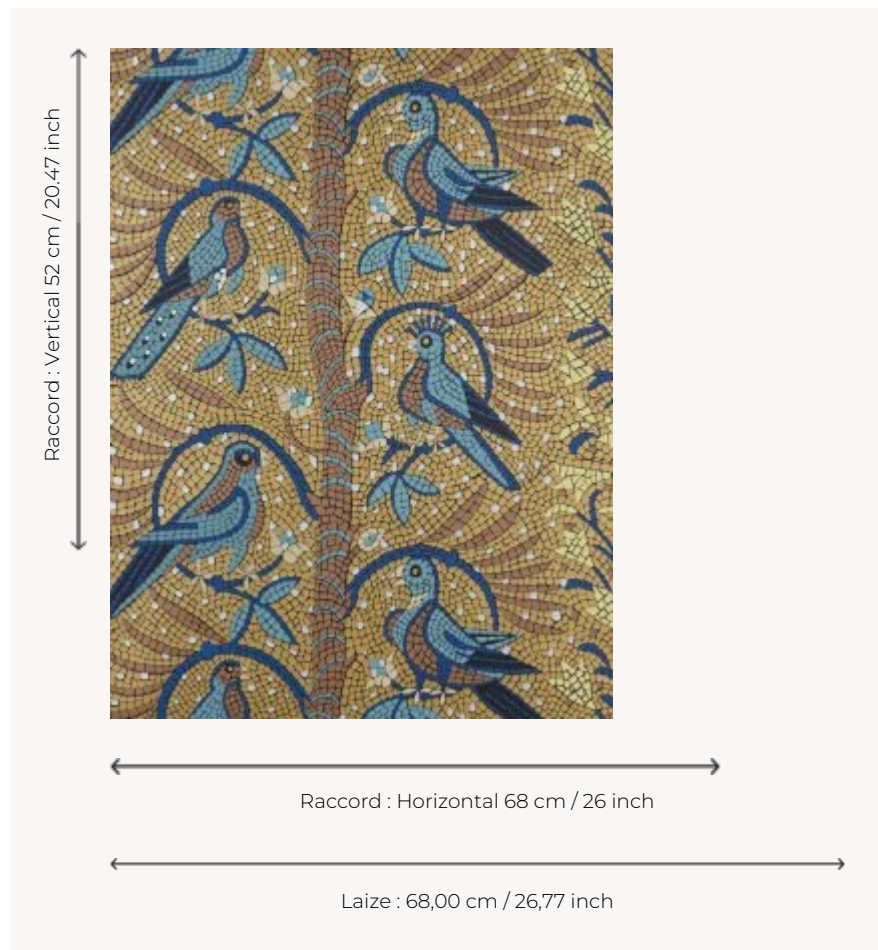 Raccord : Vertical 52 cm / 20.47 inch
Raccord : Horizontal 68 cm / 26 inch
Laize : 68,00 cm / 26,77 inch